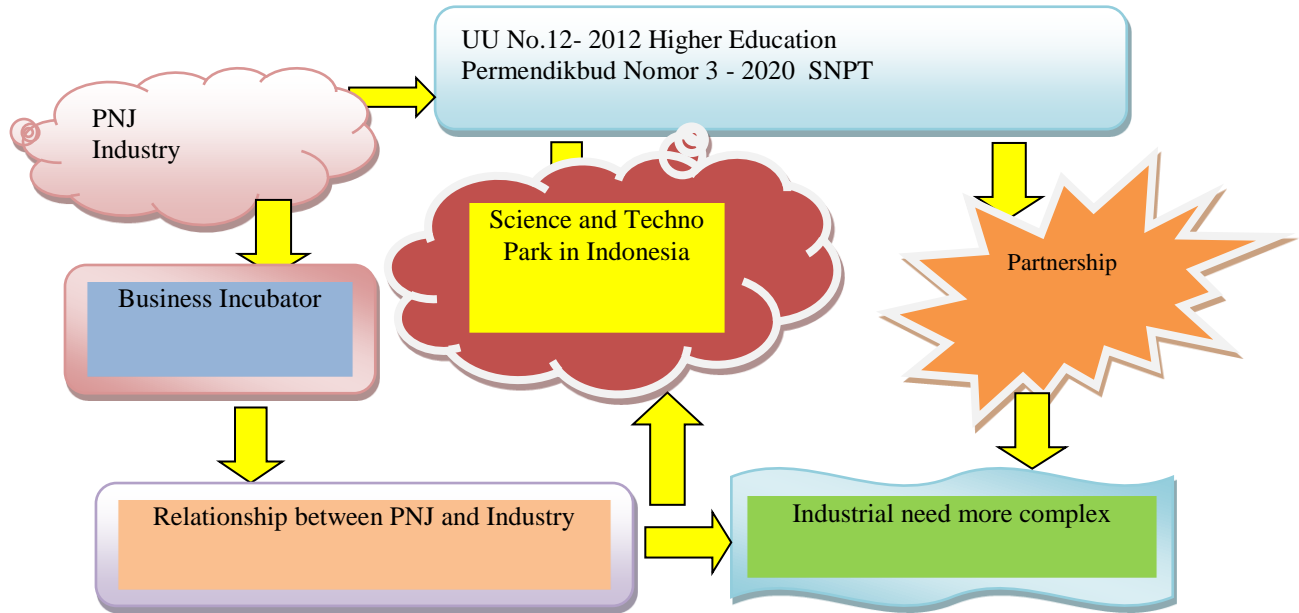 UU No.12- 2012 Higher Education
Permendikbud Nomor 3 - 2020  SNPT
PNJ
Industry
Science and Techno
Park in Indonesia
Partnership
Business Incubator
Relationship between PNJ and Industry
Industrial need more complex